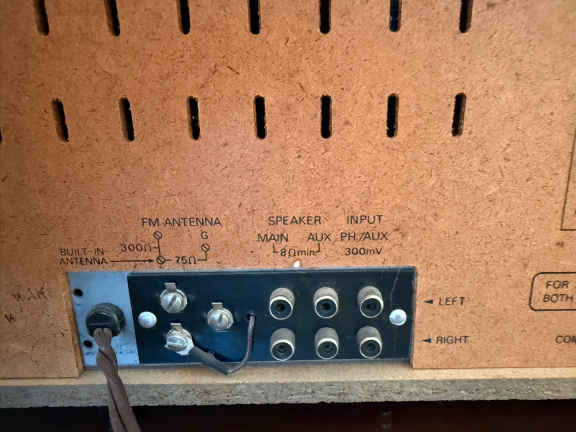 FM ANTENNA
300Ω
G
75Ω
BUILT-IN
ANTENNA
SPEAKER INPUT
MAIN AUX PH./AUX
8Ωmin 300mV
LEFT
RIGHT
FOR
BOTH